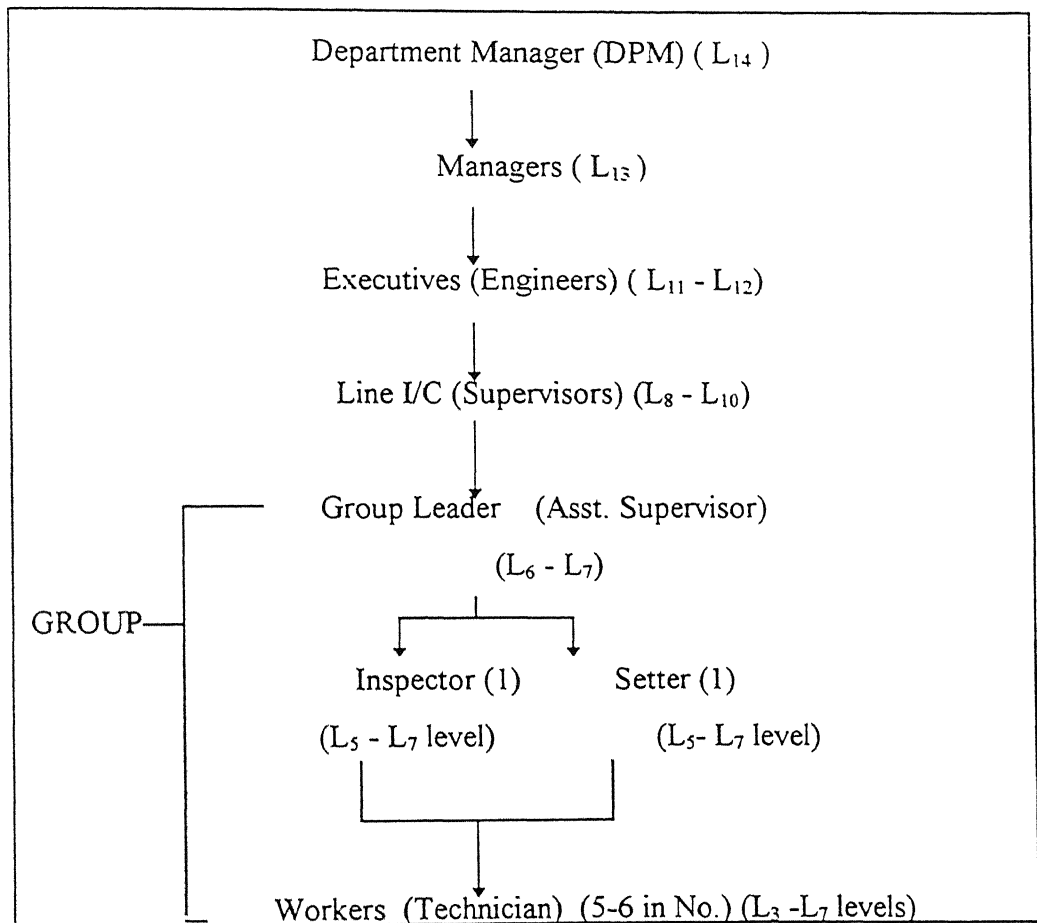 Department Manager (DPM) ( L₁₄ )
Managers ( L₁₃ )
Executives (Engineers) ( L₁₁ - L₁₂)
Line I/C (Supervisors) (L₈ - L₁₀)
Group Leader (Asst. Supervisor)
(L₆ - L₇)
GROUP
Inspector (1) Setter (1)
(L₅ - L₇ level) (L₅- L₇ level)
Workers (Technician) (5-6 in No.) (L₃ -L₇ levels)